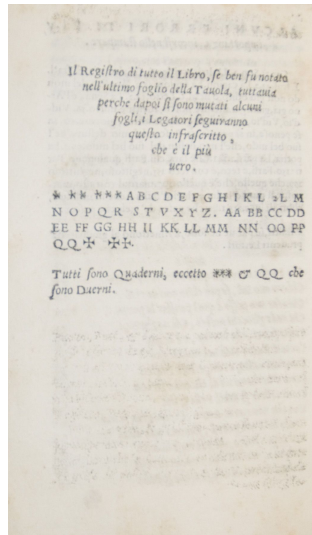 Il Regiſtro di tutto il Libro, ſe ben fu notato
nell'ultimo foglio della Tauola, tuttauia
perche dapoi ſi ſono mutati alcuni
fogli, i Legatori ſeguiranno
queſto infraſcritto,
che è il più
uero.
* ** *** A B C D E F G H I K L L M
N O P Q R S T V X Y Z. AA BB CC DD
EE FF GG HH II KK LL MM NN OO PP
QQ ✠ ✠✠.
Tutti ſono Quaderni, eccetto *** & QQ che
ſono Duerni.